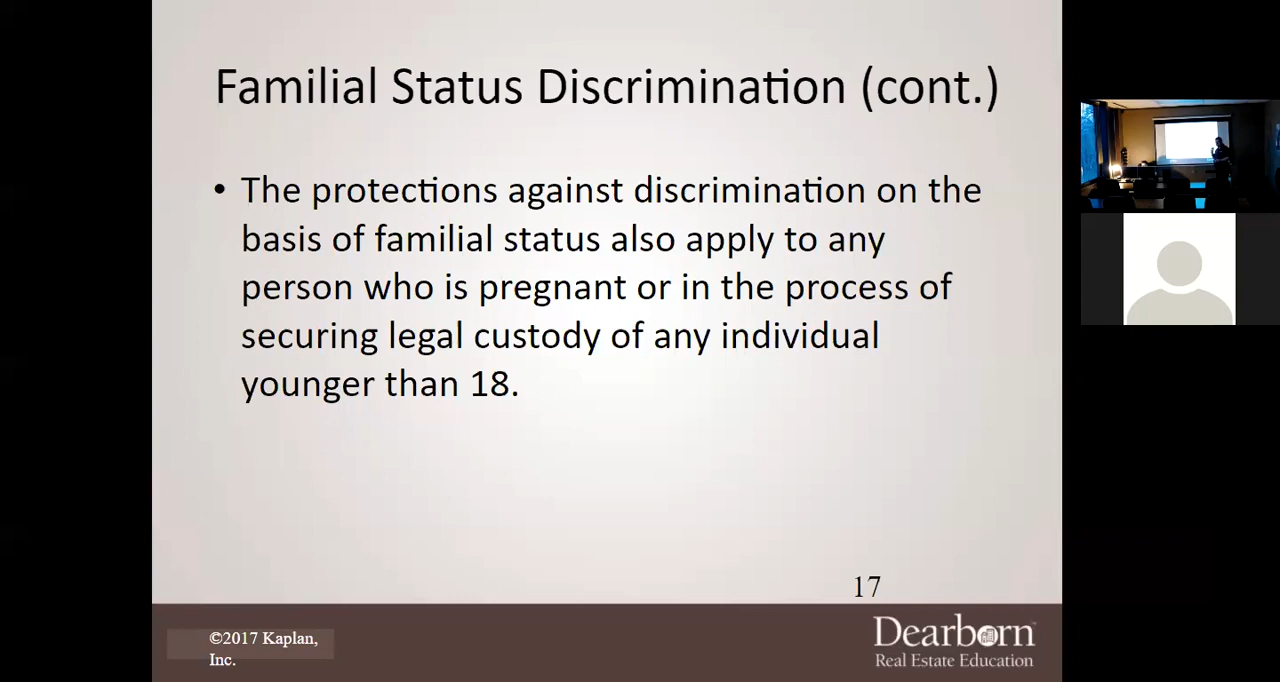 Familial Status Discrimination (cont.)
• The protections against discrimination on the
basis of familial status also apply to any
person who is pregnant or in the process of
securing legal custody of any individual
younger than 18.
17
©2017 Kaplan,
Inc.
Dearborn™
Real Estate Education